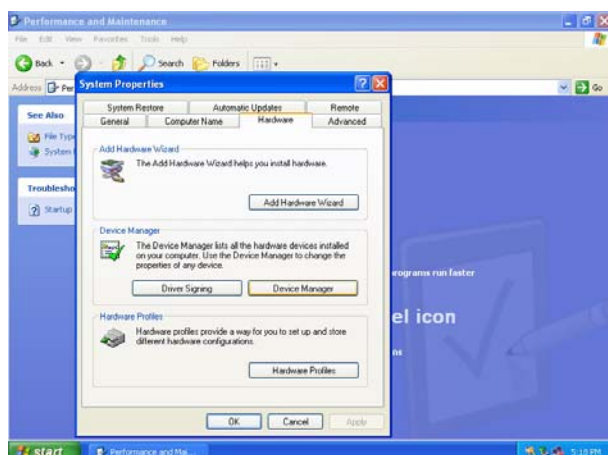 Performance and Maintenance
File Edit View Favorites Tools Help
Back Search Folders
Address Per Go
System Properties
System Restore Automatic Updates Remote
General Computer Name Hardware Advanced
See Also
File Type
System
Troublesho
Startup
Add Hardware Wizard
The Add Hardware Wizard helps you install hardware.
Add Hardware Wizard
Device Manager
The Device Manager lists all the hardware devices installed
on your computer. Use the Device Manager to change the
properties of any device.
Driver Signing Device Manager
Hardware Profiles
Hardware profiles provide a way for you to set up and store
different hardware configurations.
Hardware Profiles
OK Cancel Apply
rograms run faster
el icon
ns
start Performance and Mai... 5:19 PM